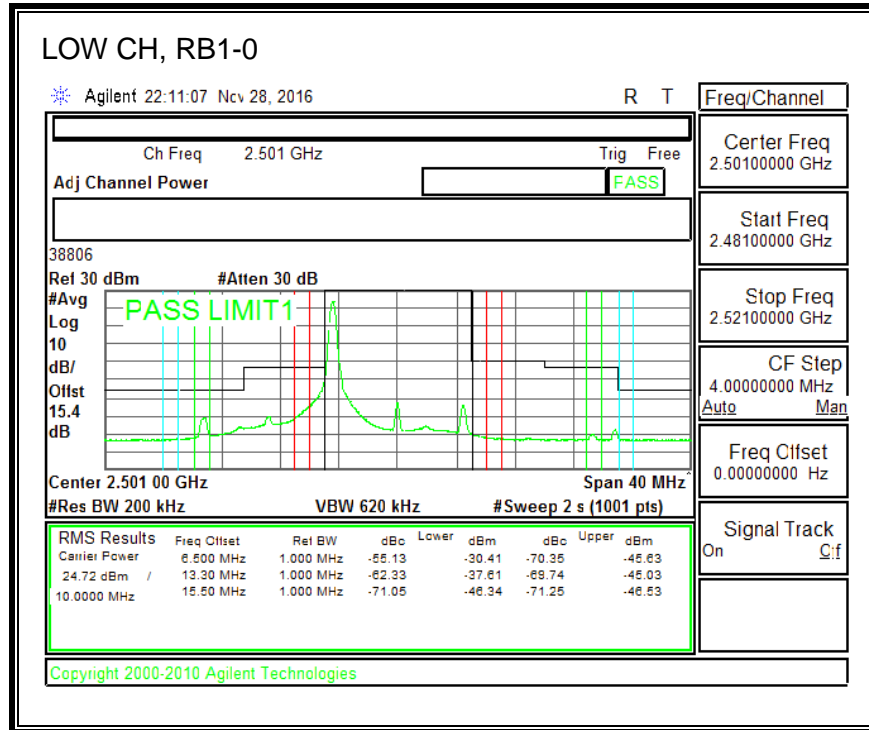 LOW CH, RB1-0
Agilent 22:11:07 Nov 28, 2016 R T
Freq/Channel
Ch Freq 2.501 GHz Trig Free
Adj Channel Power PASS
Center Freq
2.50100000 GHz
Start Freq
2.48100000 GHz
Stop Freq
2.52100000 GHz
CF Step
4.00000000 MHz
Auto Man
Freq Offset
0.00000000 Hz
Signal Track
On Off
38806
Ref 30 dBm #Atten 30 dB
#Avg
Log
10
dB/
Offst
15.4
dB
PASS LIMIT1
Center 2.501 00 GHz Span 40 MHz
#Res BW 200 kHz VBW 620 kHz #Sweep 2 s (1001 pts)
RMS Results Freq Offset Ref BW dBc Lower dBm dBc Upper dBm
Carrier Power 6.500 MHz 1.000 MHz -55.13 -30.41 -70.35 -45.63
24.72 dBm / 13.30 MHz 1.000 MHz -62.33 -37.61 -69.74 -45.03
10.0000 MHz 15.50 MHz 1.000 MHz -71.05 -46.34 -71.25 -46.53
Copyright 2000-2010 Agilent Technologies